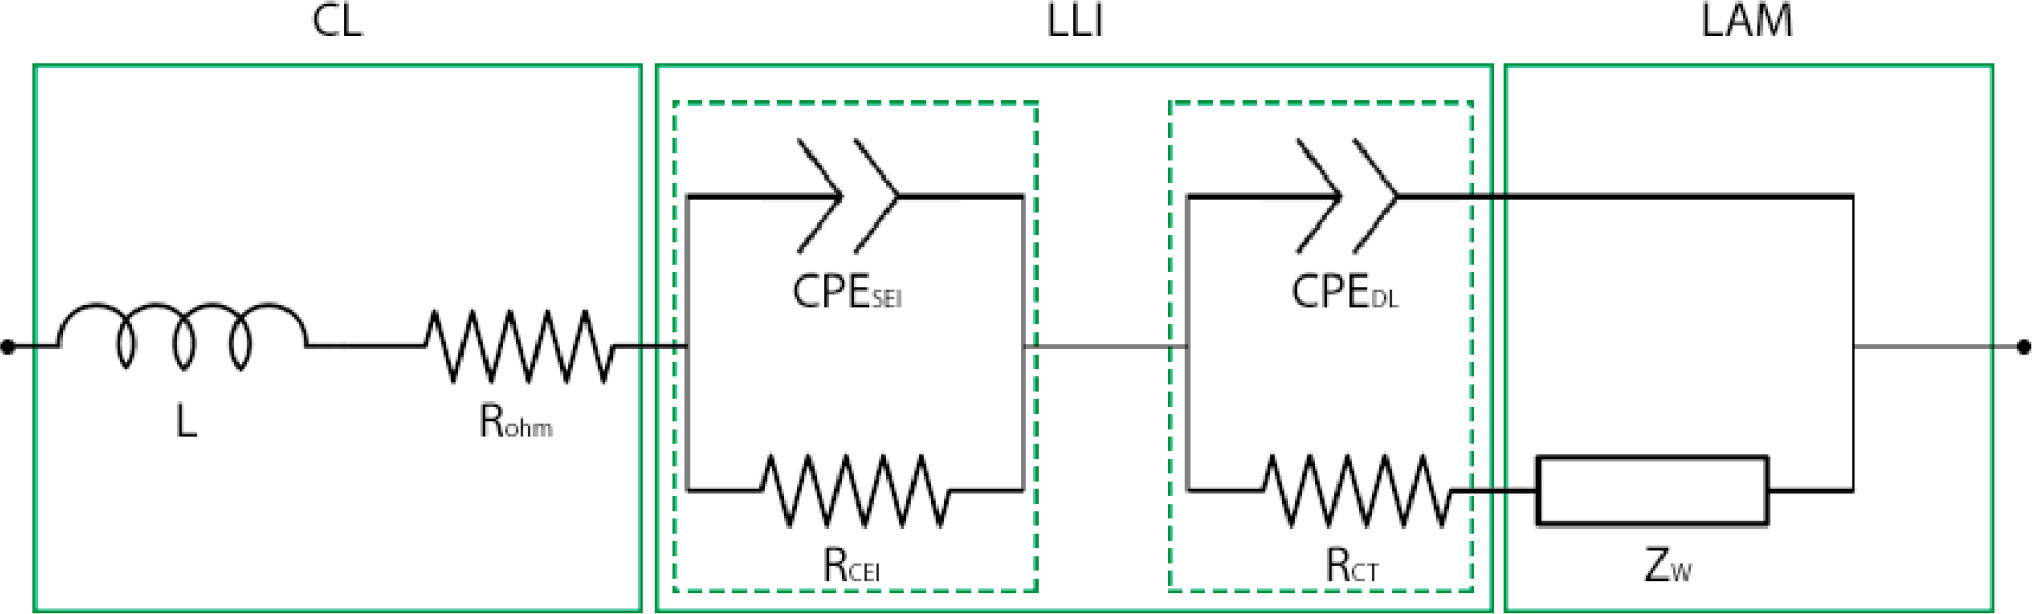 CL
LLI
LAM
CPESEI
CPEDL
L
Rohm
RCEI
RCT
ZW